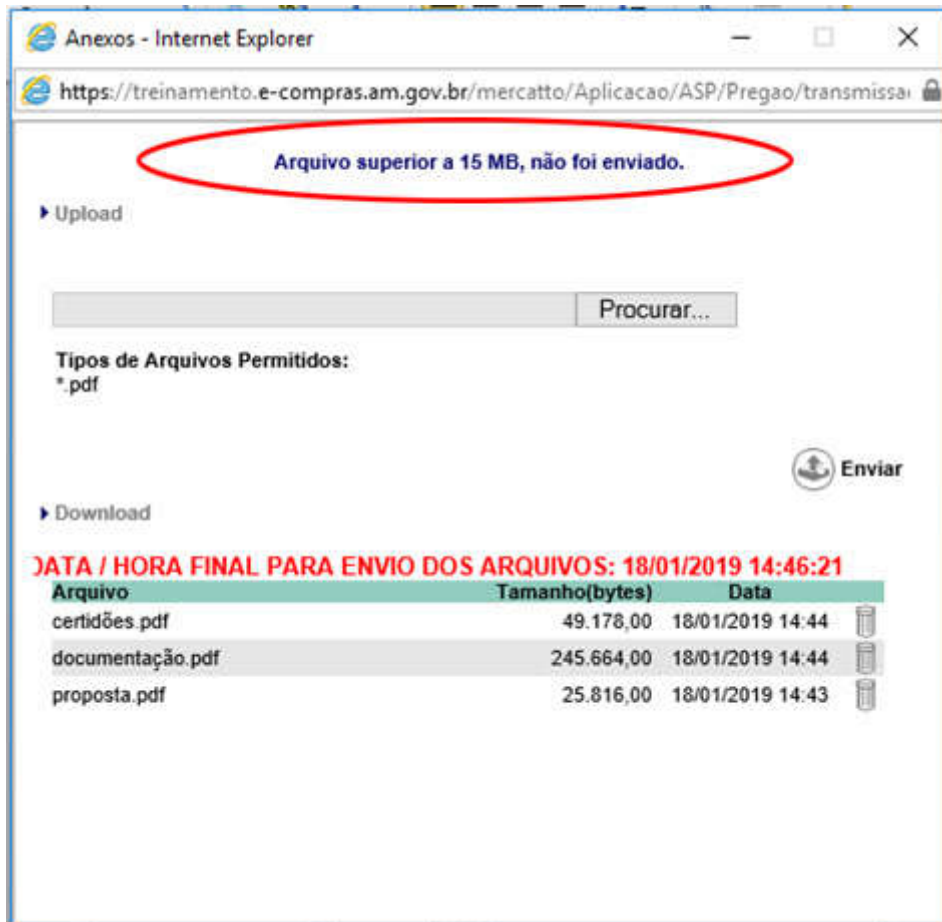 Anexos - Internet Explorer
https://treinamento.e-compras.am.gov.br/mercatto/Aplicacao/ASP/Pregao/transmissa
Arquivo superior a 15 MB, não foi enviado.
Upload
Procurar...
Tipos de Arquivos Permitidos:
*.pdf
Enviar
Download
DATA / HORA FINAL PARA ENVIO DOS ARQUIVOS: 18/01/2019 14:46:21
Arquivo Tamanho(bytes) Data
certidões.pdf 49.178,00 18/01/2019 14:44
documentação.pdf 245.664,00 18/01/2019 14:44
proposta.pdf 25.816,00 18/01/2019 14:43